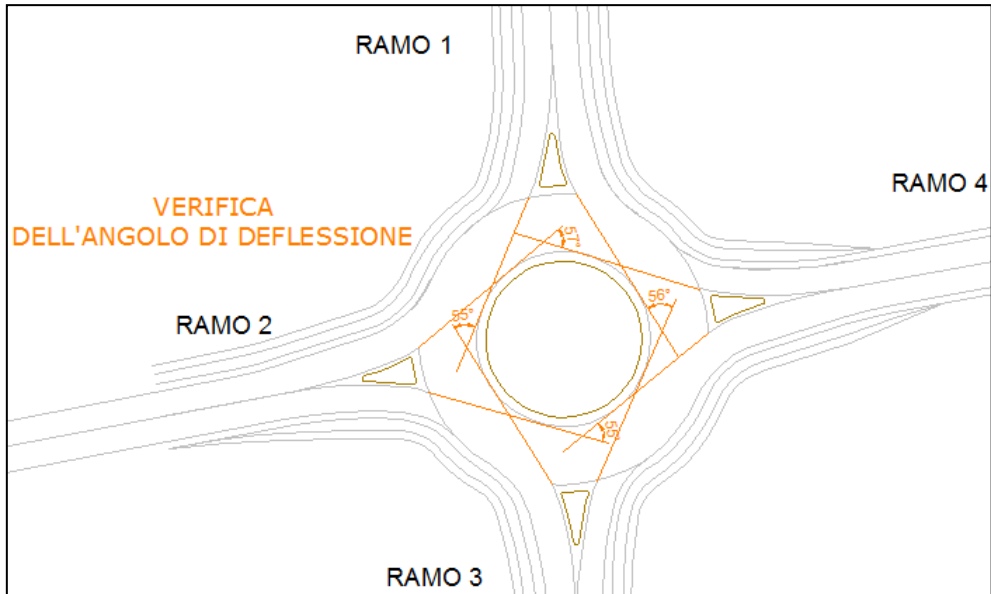 RAMO 1
RAMO 4
VERIFICA
DELL'ANGOLO DI DEFLESSIONE
57°
56°
55°
RAMO 2
55°
RAMO 3